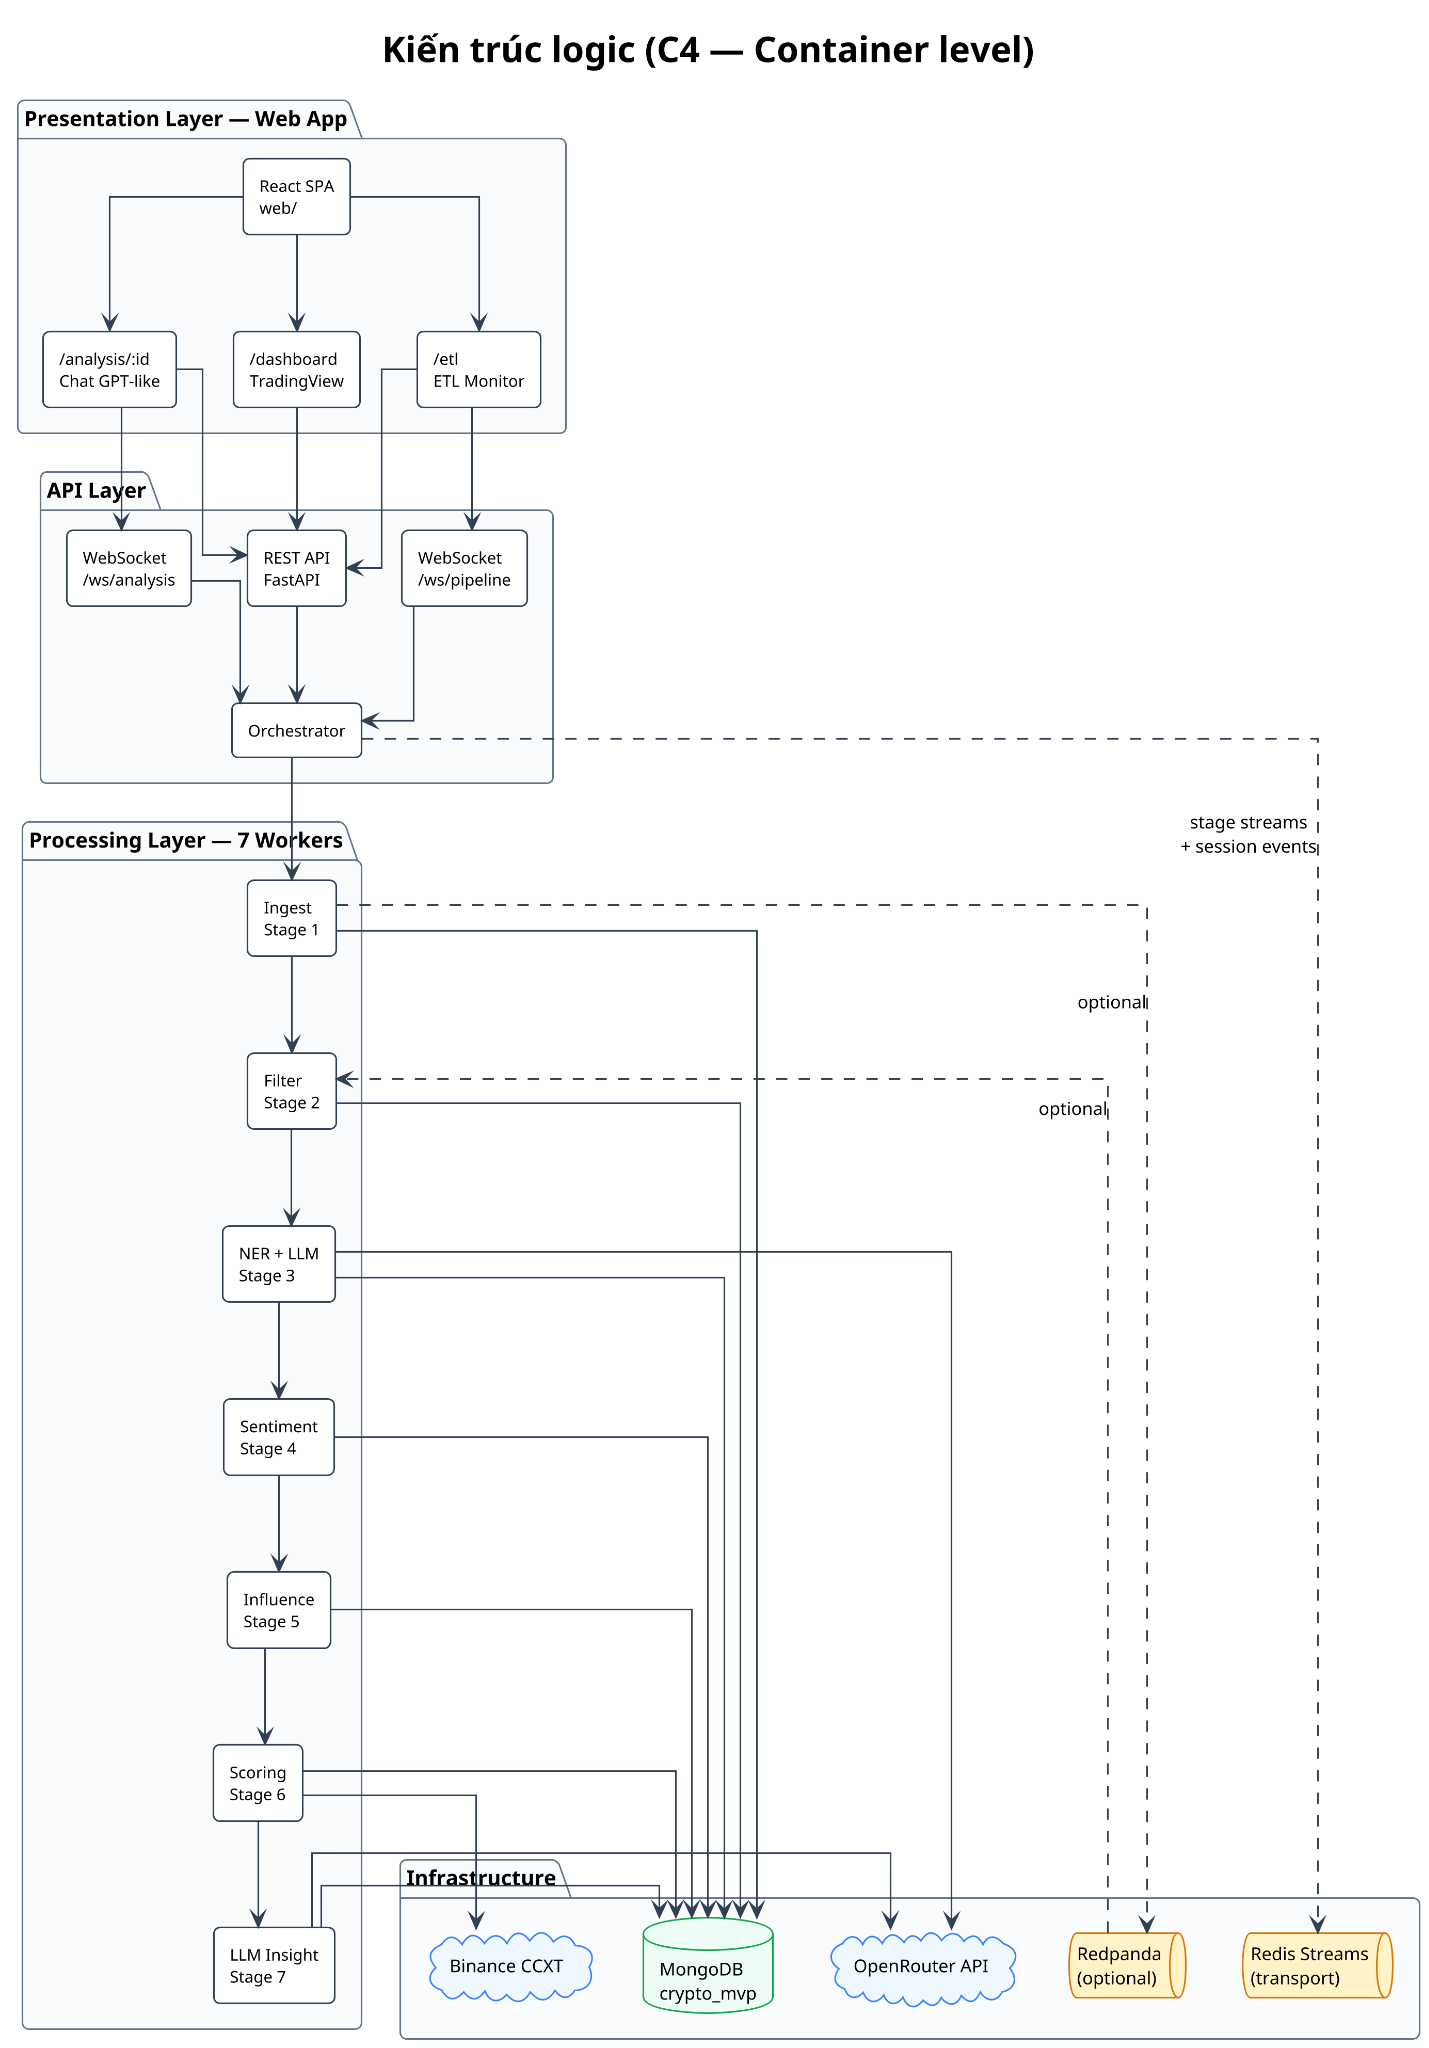 Kiến trúc logic (C4 — Container level)
Presentation Layer — Web App
React SPA
web/
/analysis/:id
Chat GPT-like
/dashboard
TradingView
/etl
ETL Monitor
API Layer
WebSocket
/ws/analysis
REST API
FastAPI
WebSocket
/ws/pipeline
Orchestrator
stage streams
+ session events
Processing Layer — 7 Workers
Ingest
Stage 1
optional
Filter
Stage 2
optional
NER + LLM
Stage 3
Sentiment
Stage 4
Influence
Stage 5
Scoring
Stage 6
LLM Insight
Stage 7
Infrastructure
Binance CCXT
MongoDB
crypto_mvp
OpenRouter API
Redpanda
(optional)
Redis Streams
(transport)